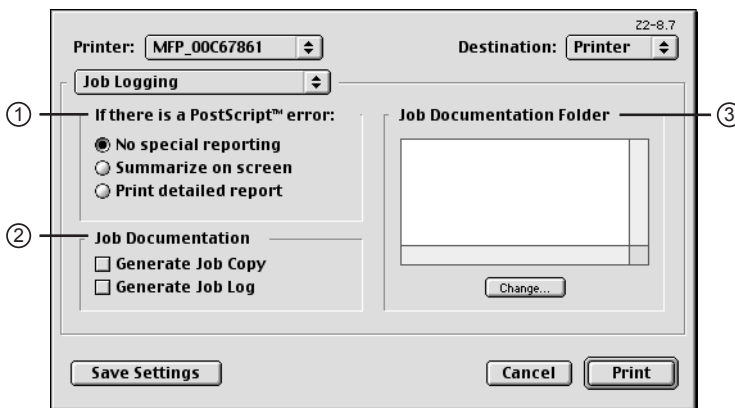 Z2-8.7
Printer: MFP_00C67861
Destination: Printer
Job Logging
① If there is a PostScript™ error:
No special reporting
Summarize on screen
Print detailed report
② Job Documentation
Generate Job Copy
Generate Job Log
Job Documentation Folder ③
Change...
Save Settings
Cancel
Print